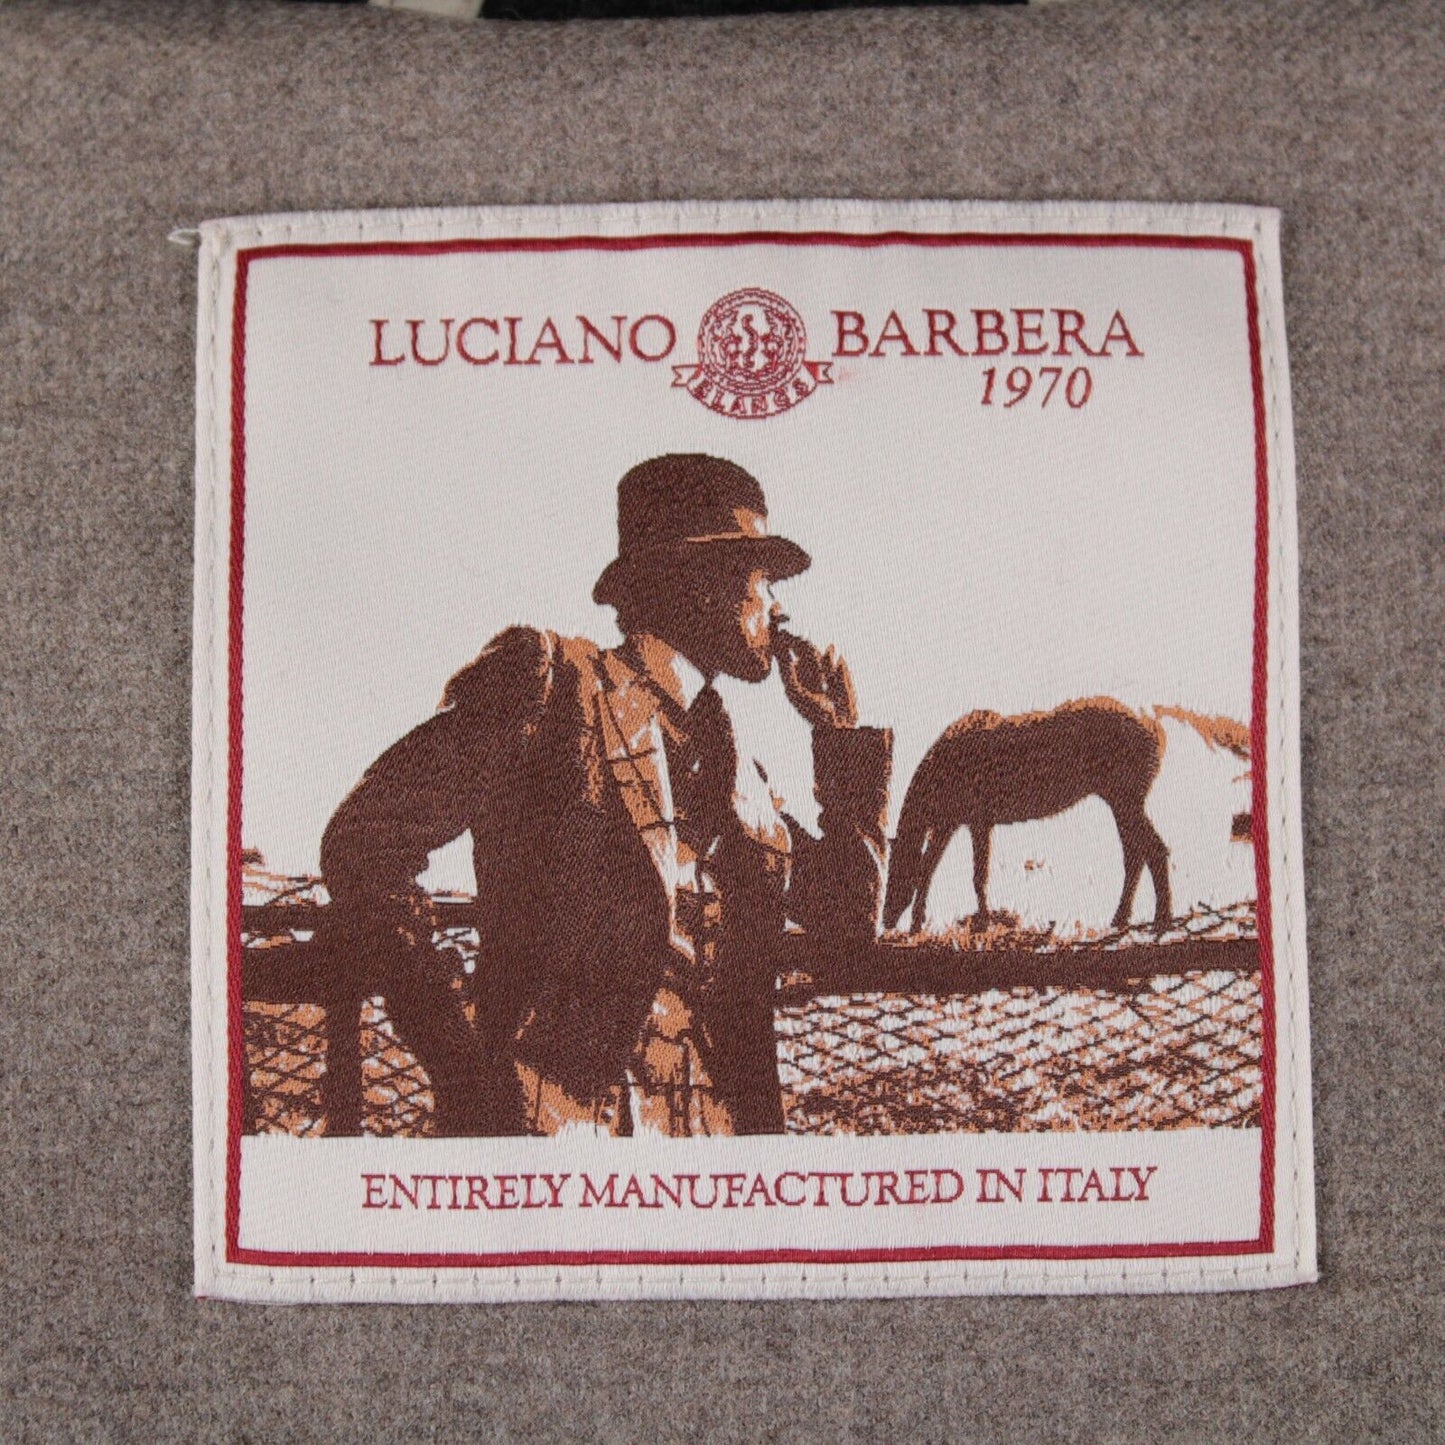 LUCIANO BARBERA
1970
ENTIRELY MANUFACTURED IN ITALY